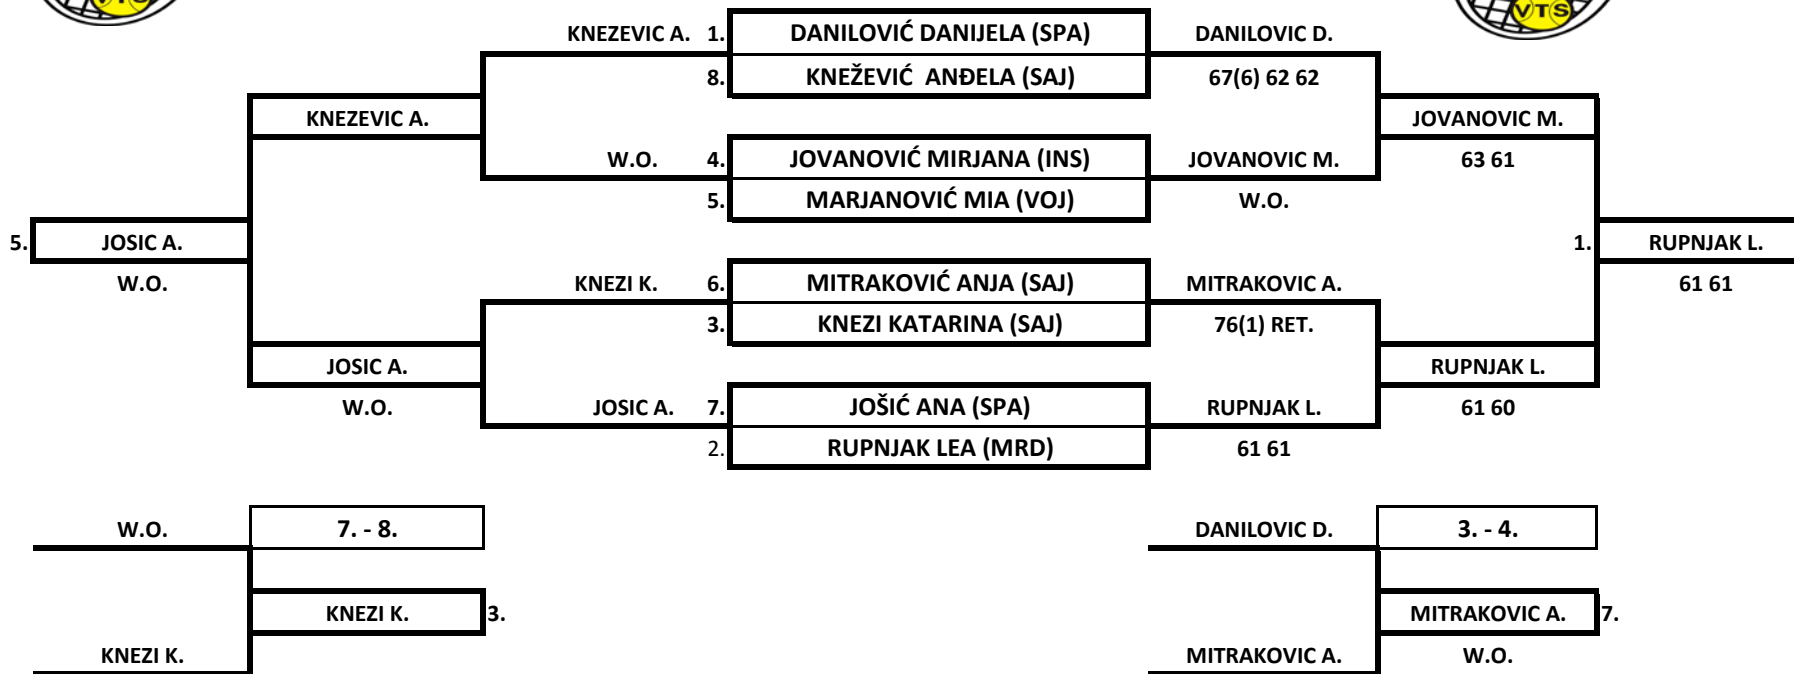 VTS
VTS
KNEZEVIC A. 1. DANILOVIĆ DANIJELA (SPA) DANILOVIC D.
8. KNEŽEVIĆ ANĐELA (SAJ) 67(6) 62 62
KNEZEVIC A. JOVANOVIC M.
W.O. 4. JOVANOVIĆ MIRJANA (INS) JOVANOVIC M. 63 61
5. MARJANOVIĆ MIA (VOJ) W.O.
5. JOSIC A. 1. RUPNJAK L.
W.O. KNEZI K. 6. MITRAKOVIĆ ANJA (SAJ) MITRAKOVIC A. 61 61
3. KNEZI KATARINA (SAJ) 76(1) RET.
JOSIC A. RUPNJAK L.
W.O. JOSIC A. 7. JOŠIĆ ANA (SPA) RUPNJAK L. 61 60
2. RUPNJAK LEA (MRD) 61 61
W.O. 7. - 8. DANILOVIC D. 3. - 4.
KNEZI K. 3. MITRAKOVIC A. 7.
KNEZI K. MITRAKOVIC A. W.O.